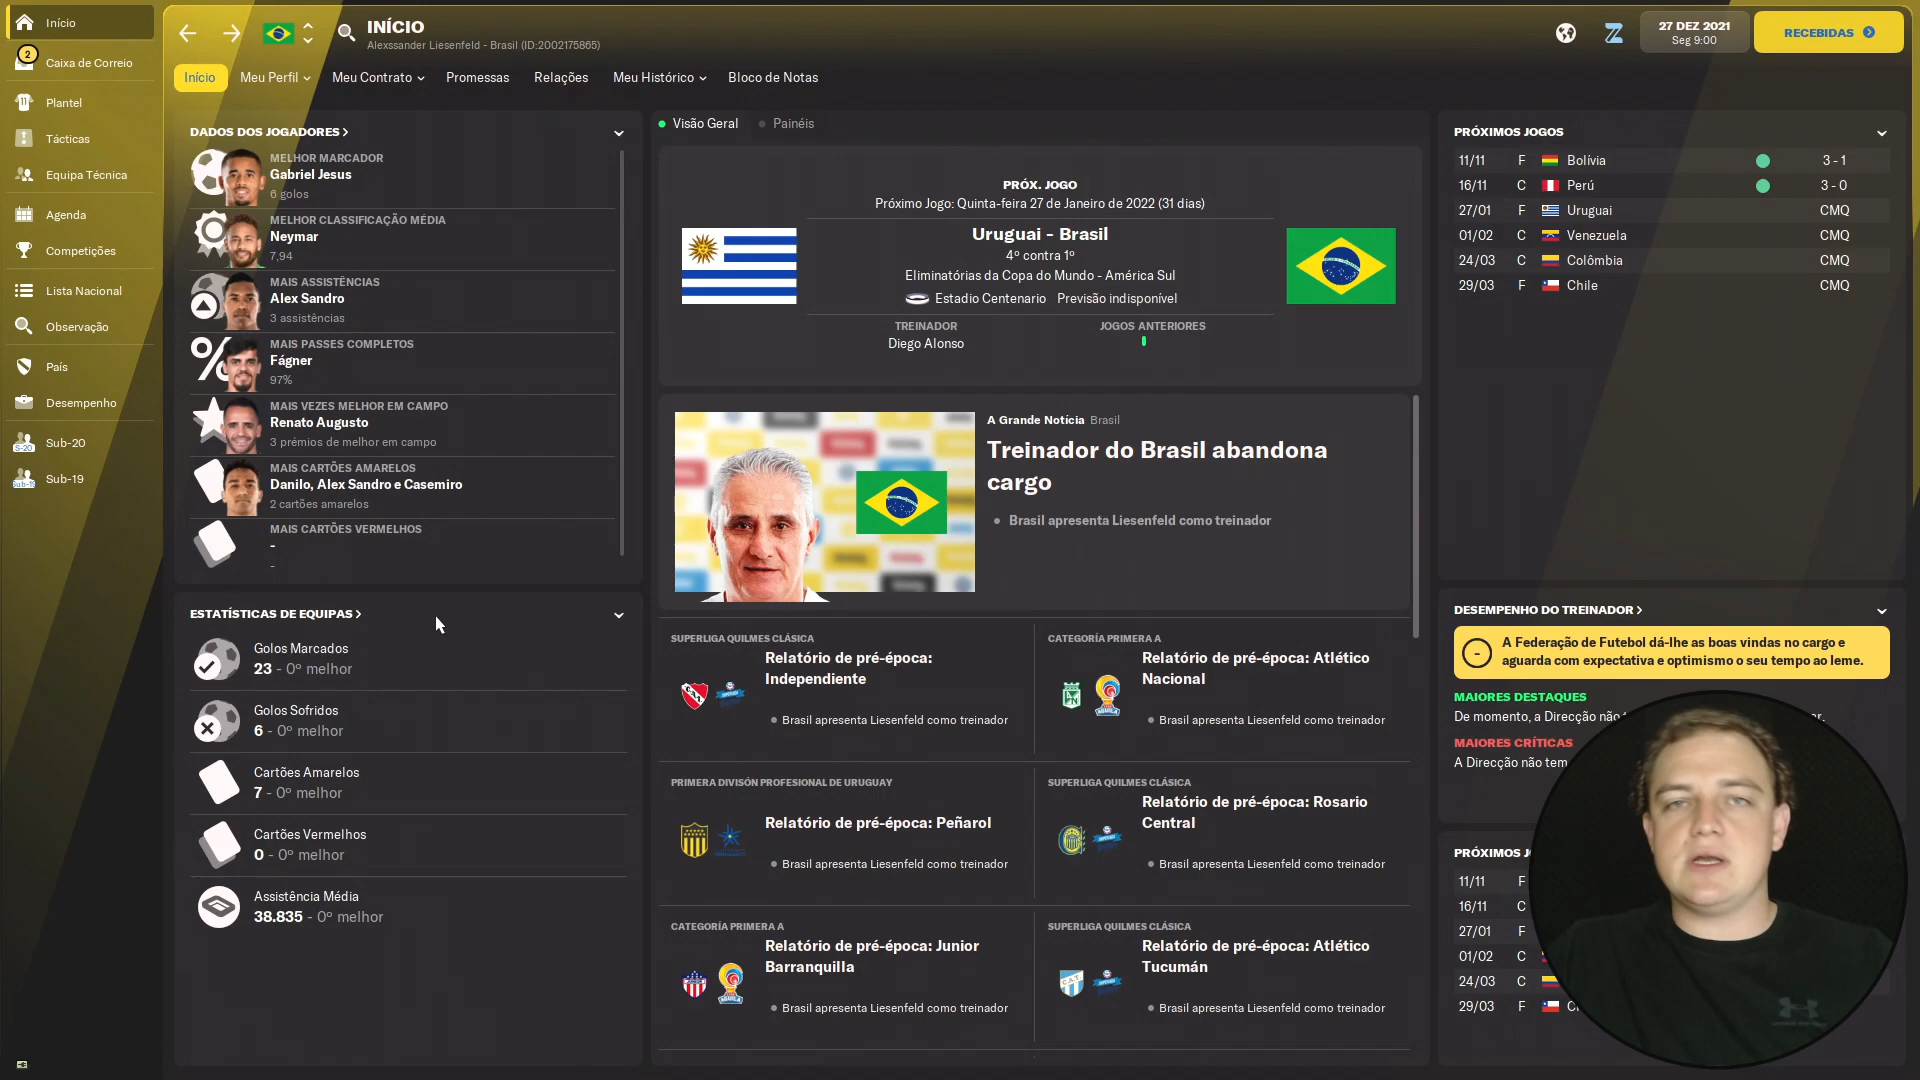 Início
2
Caixa de Correio
Plantel
Tácticas
Equipa Técnica
Agenda
Competições
Lista Nacional
Observação
País
Desempenho
S-20
Sub-20
Sub-19
Sub-19
INÍCIO
Alexssander Liesenfeld - Brasil (ID:2002175865)
27 DEZ 2021
Seg 9:00
RECEBIDAS
Início
Meu Perfil
Meu Contrato
Promessas
Relações
Meu Histórico
Bloco de Notas
DADOS DOS JOGADORES
MELHOR MARCADOR
Gabriel Jesus
6 golos
MELHOR CLASSIFICAÇÃO MÉDIA
Neymar
7,94
MAIS ASSISTÊNCIAS
Alex Sandro
3 assistências
MAIS PASSES COMPLETOS
Fágner
97%
MAIS VEZES MELHOR EM CAMPO
Renato Augusto
3 prémios de melhor em campo
MAIS CARTÕES AMARELOS
Danilo, Alex Sandro e Casemiro
2 cartões amarelos
MAIS CARTÕES VERMELHOS
-
-
ESTATÍSTICAS DE EQUIPAS
Golos Marcados
23 - 0º melhor
Golos Sofridos
6 - 0º melhor
Cartões Amarelos
7 - 0º melhor
Cartões Vermelhos
0 - 0º melhor
Assistência Média
38.835 - 0º melhor
Visão Geral
Painéis
PRÓX. JOGO
Próximo Jogo: Quinta-feira 27 de Janeiro de 2022 (31 dias)
Uruguai - Brasil
4º contra 1º
Eliminatórias da Copa do Mundo - América Sul
Estadio Centenario Previsão indisponível
TREINADOR
Diego Alonso
JOGOS ANTERIORES
A Grande Notícia Brasil
Treinador do Brasil abandona
cargo
Brasil apresenta Liesenfeld como treinador
SUPERLIGA QUILMES CLÁSICA
Relatório de pré-época:
Independiente
Brasil apresenta Liesenfeld como treinador
CATEGORÍA PRIMERA A
Relatório de pré-época: Atlético
Nacional
Brasil apresenta Liesenfeld como treinador
PRIMERA DIVISÓN PROFESIONAL DE URUGUAY
Relatório de pré-época: Peñarol
Brasil apresenta Liesenfeld como treinador
SUPERLIGA QUILMES CLÁSICA
Relatório de pré-época: Rosario
Central
Brasil apresenta Liesenfeld como treinador
CATEGORÍA PRIMERA A
Relatório de pré-época: Junior
Barranquilla
Brasil apresenta Liesenfeld como treinador
SUPERLIGA QUILMES CLÁSICA
Relatório de pré-época: Atlético
Tucumán
Brasil apresenta Liesenfeld como treinador
PRÓXIMOS JOGOS
11/11 F Bolívia 3 - 1
16/11 C Perú 3 - 0
27/01 F Uruguai CMQ
01/02 C Venezuela CMQ
24/03 C Colômbia CMQ
29/03 F Chile CMQ
DESEMPENHO DO TREINADOR
A Federação de Futebol dá-lhe as boas vindas no cargo e
aguarda com expectativa e optimismo o seu tempo ao leme.
MAIORES DESTAQUES
De momento, a Direcção não
MAIORES CRÍTICAS
A Direcção não tem
PRÓXIMOS
11/11 F
16/11 C
27/01 F
01/02 C
24/03 C
29/03 F